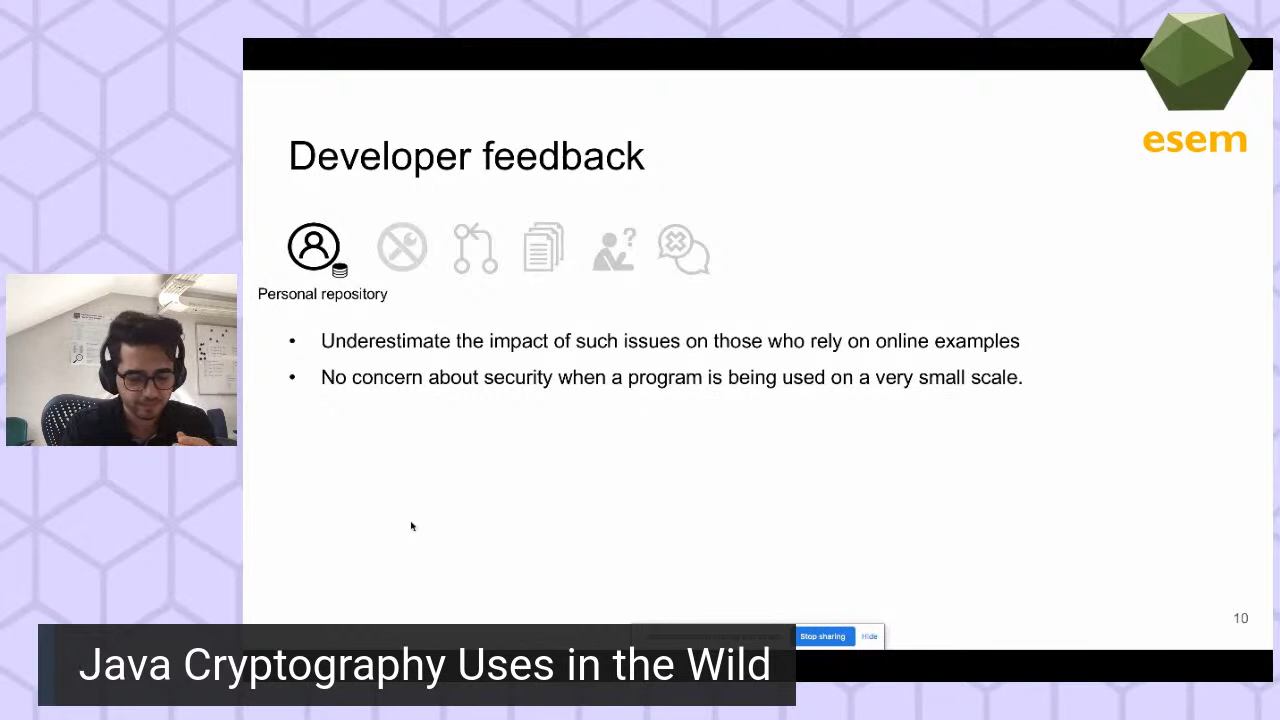 esem
Developer feedback
Personal repository
• Underestimate the impact of such issues on those who rely on online examples
• No concern about security when a program is being used on a very small scale.
10
Stop sharing Hide
Java Cryptography Uses in the Wild